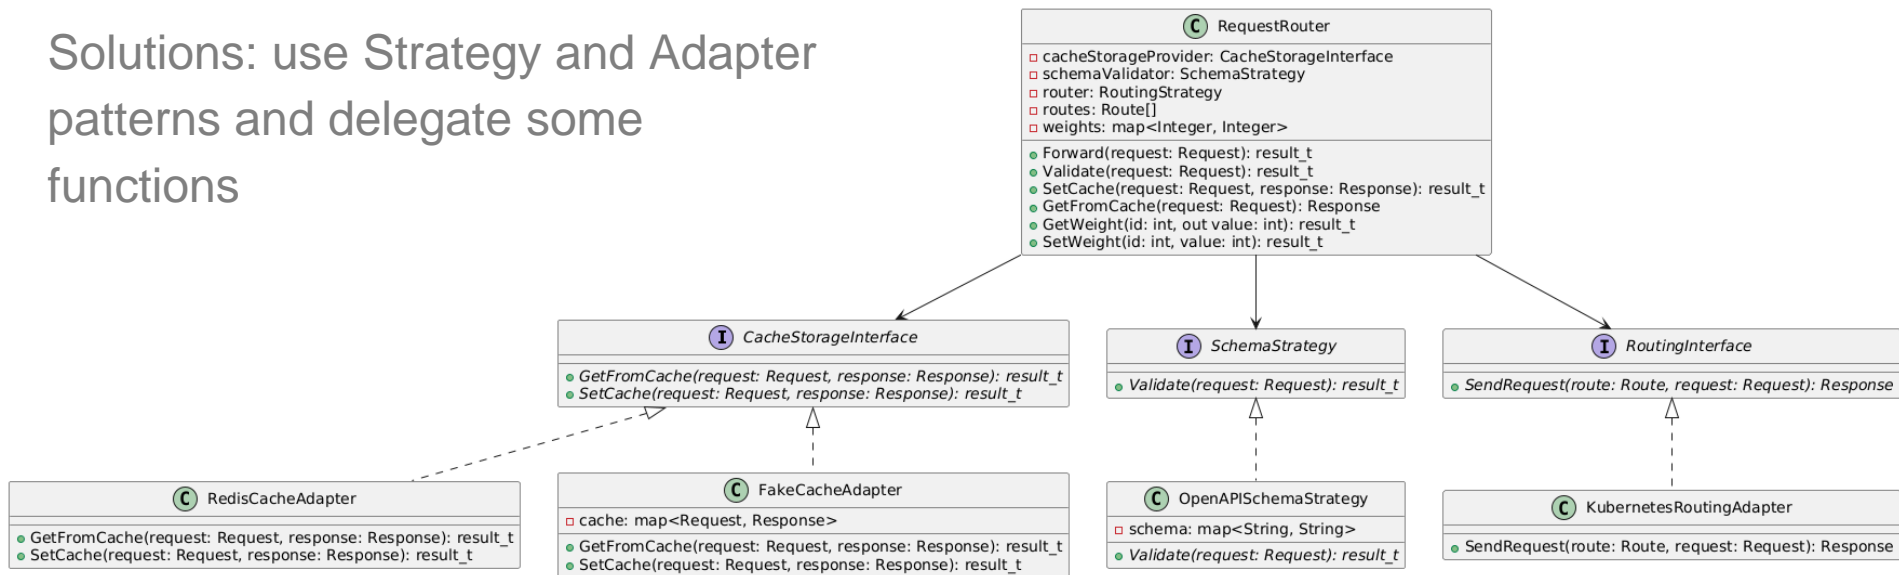 Solutions: use Strategy and Adapter
patterns and delegate some
functions
C RequestRouter
cacheStorageProvider: CacheStorageInterface
schemaValidator: SchemaStrategy
router: RoutingStrategy
routes: Route[]
weights: map<Integer, Integer>
Forward(request: Request): result_t
Validate(request: Request): result_t
SetCache(request: Request, response: Response): result_t
GetFromCache(request: Request): Response
GetWeight(id: int, out value: int): result_t
SetWeight(id: int, value: int): result_t
I CacheStorageInterface
GetFromCache(request: Request, response: Response): result_t
SetCache(request: Request, response: Response): result_t
I SchemaStrategy
Validate(request: Request): result_t
I RoutingInterface
SendRequest(route: Route, request: Request): Response
C RedisCacheAdapter
GetFromCache(request: Request, response: Response): result_t
SetCache(request: Request, response: Response): result_t
C FakeCacheAdapter
cache: map<Request, Response>
GetFromCache(request: Request, response: Response): result_t
SetCache(request: Request, response: Response): result_t
C OpenAPISchemaStrategy
schema: map<String, String>
Validate(request: Request): result_t
C KubernetesRoutingAdapter
SendRequest(route: Route, request: Request): Response